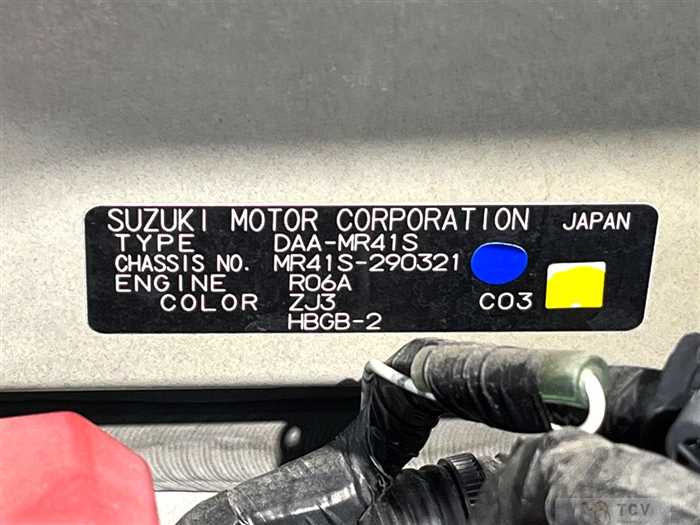 SUZUKI MOTOR CORPORATION JAPAN
TYPE DAA-MR41S
CHASSIS NO. MR41S-290321
ENGINE R06A
COLOR ZJ3 C03
HBGB-2
TCV